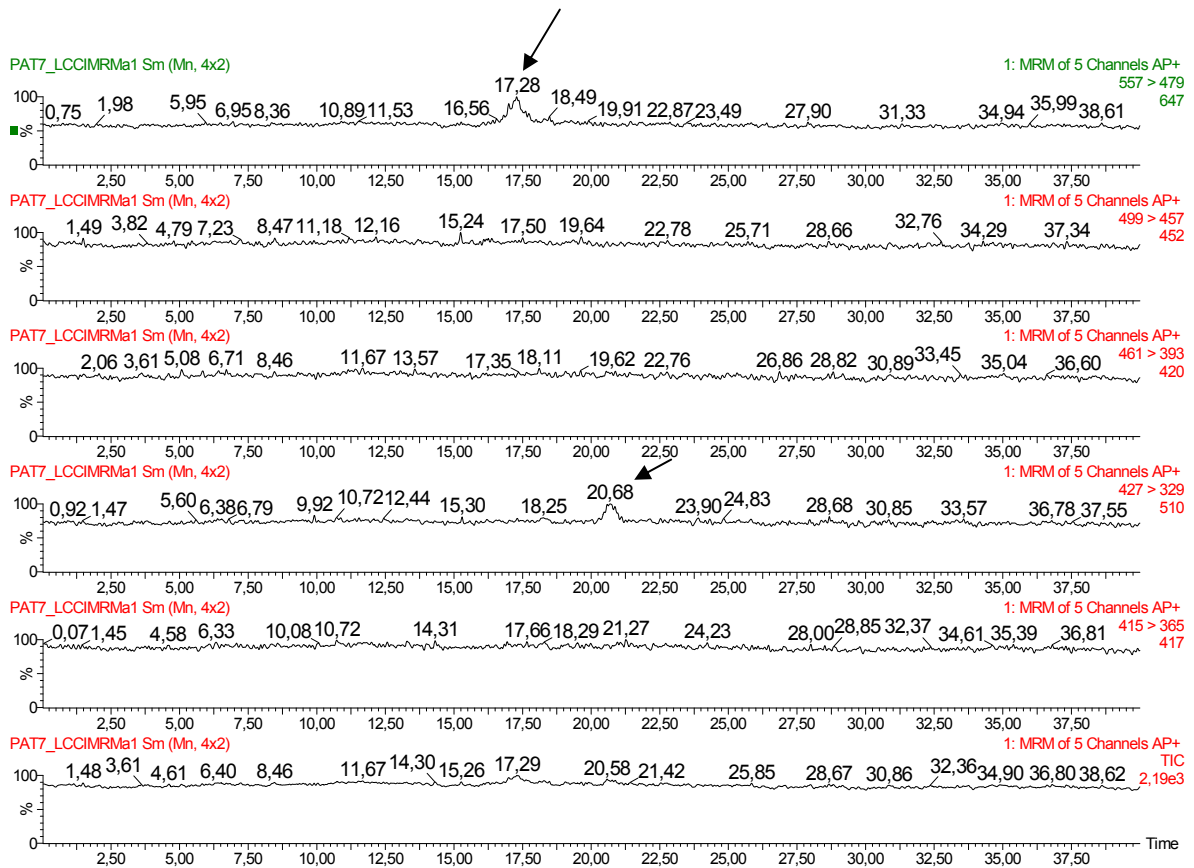 PAT7_LCCIMRMa1 Sm (Mn, 4x2) 1: MRM of 5 Channels AP+
557 > 479
647
17,28
0,75 1,98 5,95 6,95 8,36 10,89 11,53 16,56 18,49 19,91 22,87 23,49 27,90 31,33 34,94 35,99 38,61
100
%
0
2,50 5,00 7,50 10,00 12,50 15,00 17,50 20,00 22,50 25,00 27,50 30,00 32,50 35,00 37,50
PAT7_LCCIMRMa1 Sm (Mn, 4x2) 1: MRM of 5 Channels AP+
499 > 457
452
1,49 3,82 4,79 7,23 8,47 11,18 12,16 15,24 17,50 19,64 22,78 25,71 28,66 32,76 34,29 37,34
100
%
0
2,50 5,00 7,50 10,00 12,50 15,00 17,50 20,00 22,50 25,00 27,50 30,00 32,50 35,00 37,50
PAT7_LCCIMRMa1 Sm (Mn, 4x2) 1: MRM of 5 Channels AP+
461 > 393
420
2,06 3,61 5,08 6,71 8,46 11,67 13,57 17,35 18,11 19,62 22,76 26,86 28,82 30,89 33,45 35,04 36,60
100
%
0
2,50 5,00 7,50 10,00 12,50 15,00 17,50 20,00 22,50 25,00 27,50 30,00 32,50 35,00 37,50
PAT7_LCCIMRMa1 Sm (Mn, 4x2) 1: MRM of 5 Channels AP+
427 > 329
510
0,92 1,47 5,60 6,38 6,79 9,92 10,72 12,44 15,30 18,25 20,68 23,90 24,83 28,68 30,85 33,57 36,78 37,55
100
%
0
2,50 5,00 7,50 10,00 12,50 15,00 17,50 20,00 22,50 25,00 27,50 30,00 32,50 35,00 37,50
PAT7_LCCIMRMa1 Sm (Mn, 4x2) 1: MRM of 5 Channels AP+
415 > 365
417
0,07 1,45 4,58 6,33 10,08 10,72 14,31 17,66 18,29 21,27 24,23 28,00 28,85 32,37 34,61 35,39 36,81
100
%
0
2,50 5,00 7,50 10,00 12,50 15,00 17,50 20,00 22,50 25,00 27,50 30,00 32,50 35,00 37,50
PAT7_LCCIMRMa1 Sm (Mn, 4x2) 1: MRM of 5 Channels AP+
TIC
2,19e3
1,48 3,61 4,61 6,40 8,46 11,67 14,30 15,26 17,29 20,58 21,42 25,85 28,67 30,86 32,36 34,90 36,80 38,62
100
%
0 Time
2,50 5,00 7,50 10,00 12,50 15,00 17,50 20,00 22,50 25,00 27,50 30,00 32,50 35,00 37,50